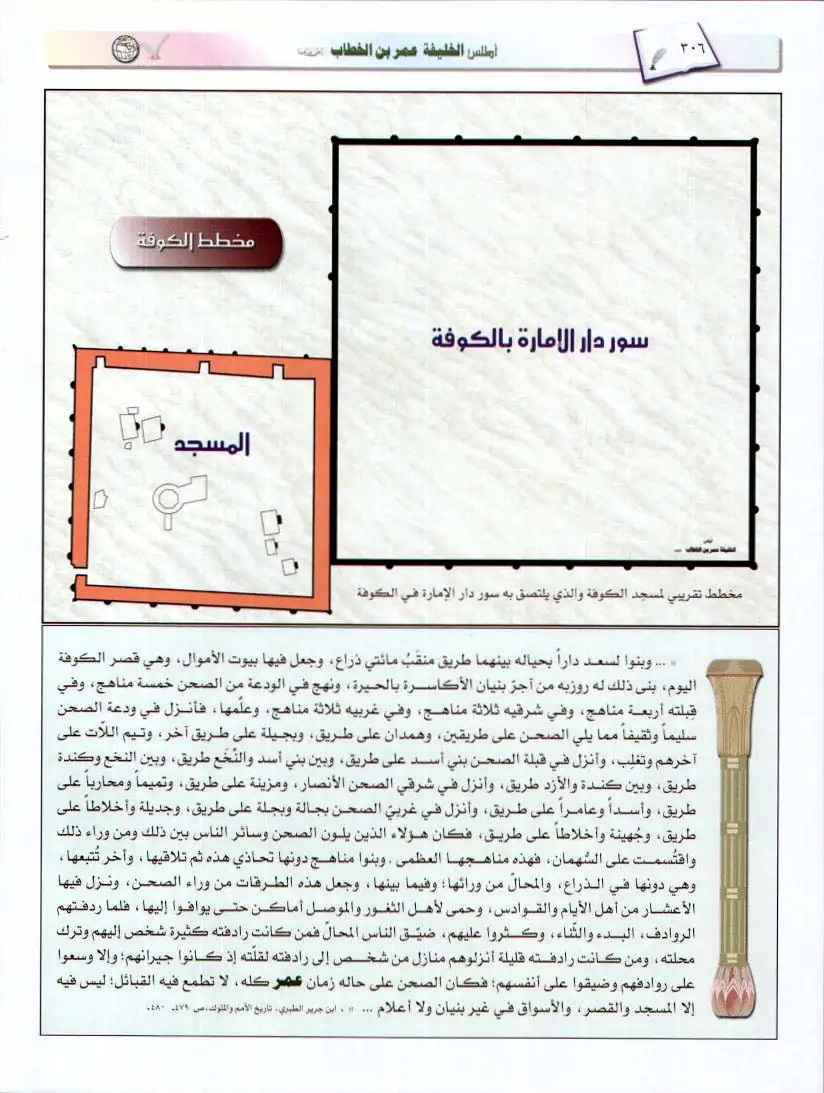 ٣٠٦
أطلس الخليفة عمر بن الخطاب
مخطط الكوفة
سور دار الامارة بالكوفة
المسجد
أطلس
الخليفة عمر بن الخطاب
مخطط تقريبي لمسجد الكوفة والذي يلتصق به سور دار الإمارة في الكوفة
« ... وبنوا لسعد داراً بحياله بينهما طريق منقَبُ مائتي ذراع، وجعل فيها بيوت الأموال، وهي قصر الكوفة
اليوم، بنى ذلك له روزبه من آجرّ بنيان الأكاسرة بالحيرة، ونهج في الودعة من الصحن خمسة مناهج، وفي
قبلته أربعة مناهج، وفي شرقيه ثلاثة مناهج، وفي غربيه ثلاثة مناهج، وعلّمها، فأنزل في ودعة الصحن
سليماً وثقيفاً مما يلي الصحن على طريقين، وهمدان على طريق، وبجيلة على طريق آخر، وتيم اللّات على
آخرهم وتغلِب، وأنزل في قبلة الصحن بني أسد على طريق، وبين بني أسد والنَّخَع طريق، وبين النخع وكندة
طريق، وبين كندة والأزد طريق، وأنزل في شرقي الصحن الأنصار، ومزينة على طريق، وتميماً ومحارباً على
طريق، وأسداً وعامراً على طريق، وأنزل في غربيّ الصحن بجالة وبجلة على طريق، وجديلة وأخلاطاً على
طريق، وجُهينة وأخلاطاً على طريق، فكان هؤلاء الذين يلون الصحن وسائر الناس بين ذلك ومن وراء ذلك
واقتُسمت على السُّهمان، فهذه مناهجها العظمى. وبنوا مناهج دونها تحاذي هذه ثم تلاقيها، وأخر تُتبعها،
وهي دونها في الذراع، والمحالّ من ورائها؛ وفيما بينها، وجعل هذه الطرقات من وراء الصحن، ونزل فيها
الأعشار من أهل الأيام والقوادس، وحمى لأهل الثغور والموصل أماكن حتى يوافوا إليها، فلما ردفتهم
الروادف، البدء والثُّناء، وكثروا عليهم، ضيّق الناس المحالّ فمن كانت رادفته كثيرة شخص إليهم وترك
محلته، ومن كانت رادفته قليلة أنزلوهم منازل من شخص إلى رادفته لقلّته إذ كانوا جيرانهم؛ وإلا وسعوا
على روادفهم وضيقوا على أنفسهم؛ فكان الصحن على حاله زمان عمر كله، لا تطمع فيه القبائل؛ ليس فيه
إلا المسجد والقصر، والأسواق في غير بنيان ولا أعلام ... ». ابن جرير الطبري، تاريخ الأمم والملوك، ص ٤٧٩ـ ٤٨٠.